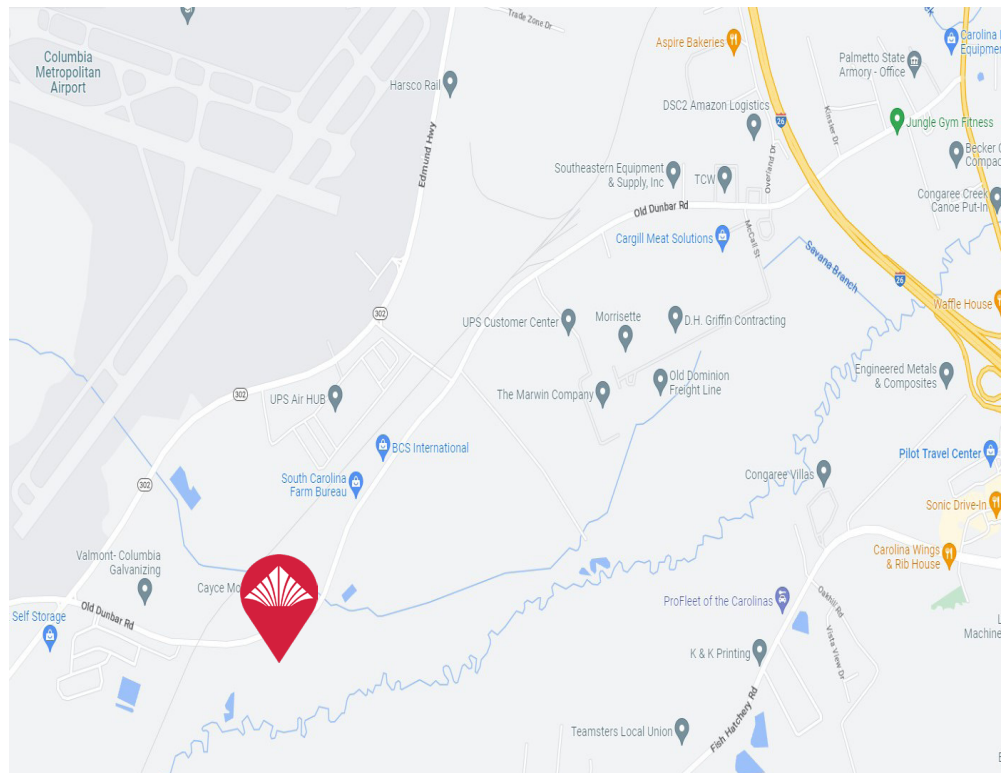 Trade Zone Dr
Columbia
Metropolitan
Airport
Harsco Rail
Edmund Hwy
Aspire Bakeries
DSC2 Amazon Logistics
26
Palmetto State
Armory - Office
Kinsler Dr
Jungle Gym Fitness
Southeastern Equipment
& Supply, Inc
TCW
Overland Dr
Old Dunbar Rd
McCall St
Cargill Meat Solutions
Congaree Creek
Canoe Put-In
Savana Branch
26
Waffle House
302
UPS Customer Center
Morrisette
D.H. Griffin Contracting
Engineered Metals
& Composites
302
UPS Air HUB
The Marwin Company
Old Dominion
Freight Line
BCS International
South Carolina
Farm Bureau
302
Congaree Villas
Pilot Travel Center
Sonic Drive-In
Carolina Wings
& Rib House
Valmont- Columbia
Galvanizing
Cayce
Old Dunbar Rd
Self Storage
ProFleet of the Carolinas
Oakhill Rd
Vista View Dr
K & K Printing
Fish Hatchery Rd
Teamsters Local Union